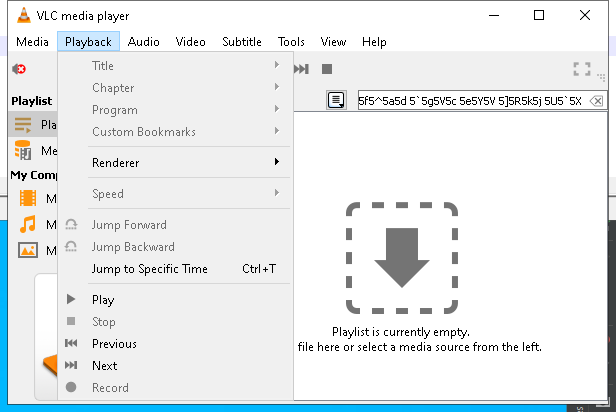 VLC media player
Media Playback Audio Video Subtitle Tools View Help
Title
Chapter
Program
Custom Bookmarks
Renderer
Speed
Jump Forward
Jump Backward
Jump to Specific Time Ctrl+T
Play
Stop
Previous
Next
Record
Playlist
Pla
Me
My Comp
M
M
M
5f5^5a5d 5`5g5V5c 5e5Y5V 5]5R5k5j 5U5`5X
Playlist is currently empty.
file here or select a media source from the left.